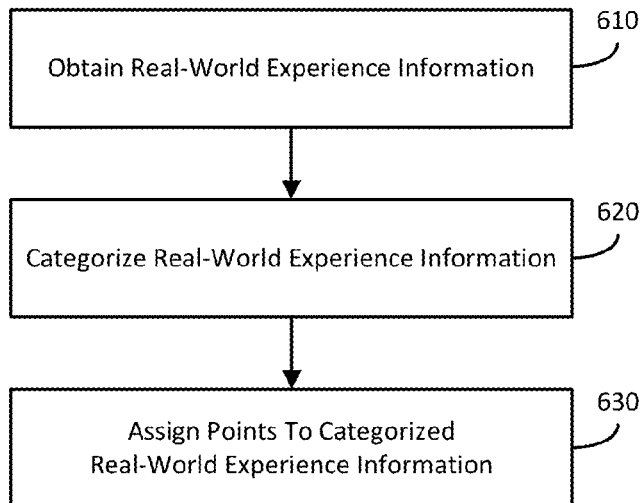 610
Obtain Real-World Experience Information
620
Categorize Real-World Experience Information
630
Assign Points To Categorized
Real-World Experience Information